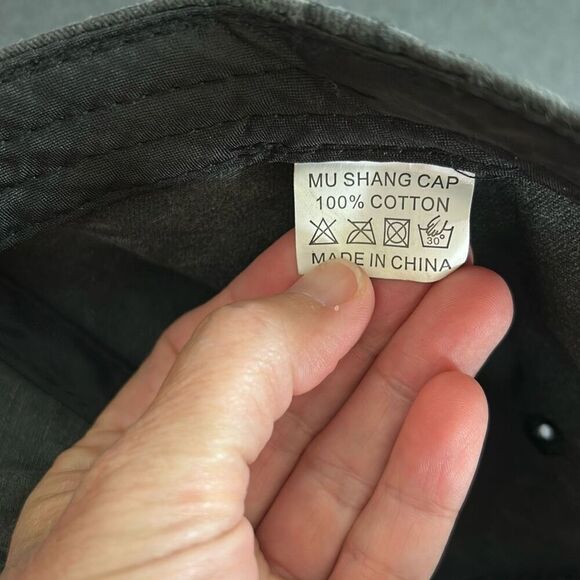 MU SHANG CAP
100% COTTON
30°
MADE IN CHINA